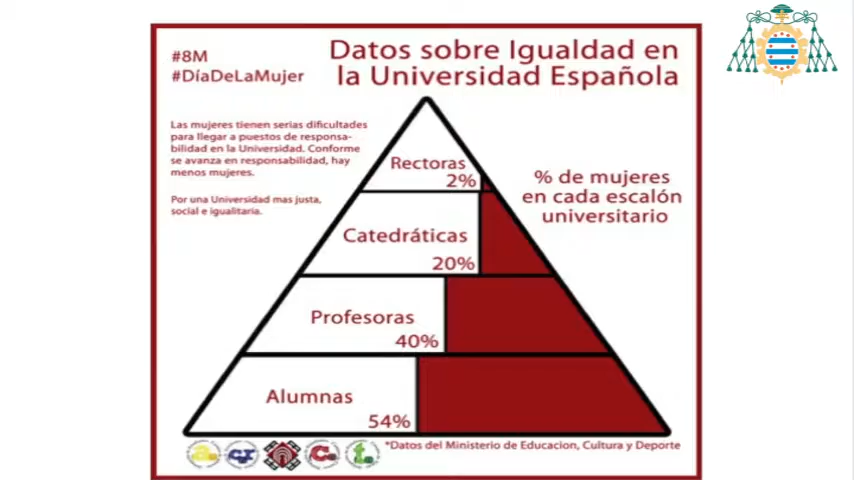 #8M
#DíaDeLaMujer
Datos sobre Igualdad en
la Universidad Española
Las mujeres tienen serias dificultades
para llegar a puestos de responsa-
bilidad en la Universidad. Conforme
se avanza en responsabilidad, hay
menos mujeres.
Por una Universidad mas justa,
social e igualitaria.
% de mujeres
en cada escalón
universitario
Rectoras
2%
Catedráticas
20%
Profesoras
40%
Alumnas
54%
*Datos del Ministerio de Educacion, Cultura y Deporte